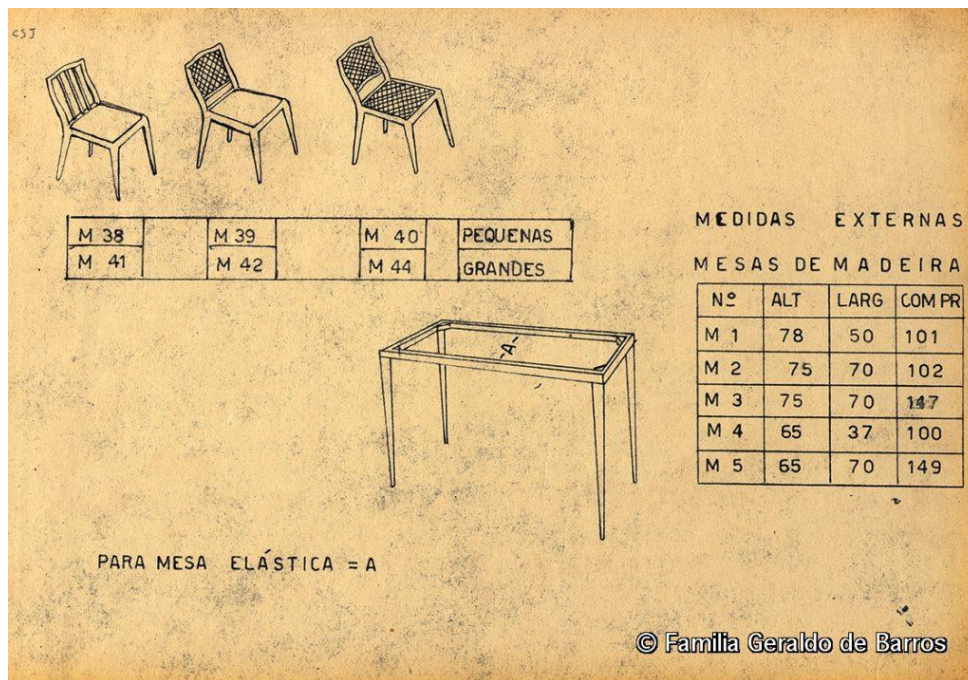 CSJ
M 38 M 39 M 40 PEQUENAS
M 41 M 42 M 44 GRANDES
MEDIDAS EXTERNAS
MESAS DE MADEIRA
Nº ALT LARG COMPR
M 1 78 50 101
M 2 75 70 102
M 3 75 70 147
M 4 65 37 100
M 5 65 70 149
-A-
PARA MESA ELÁSTICA = A
© Familia Geraldo de Barros